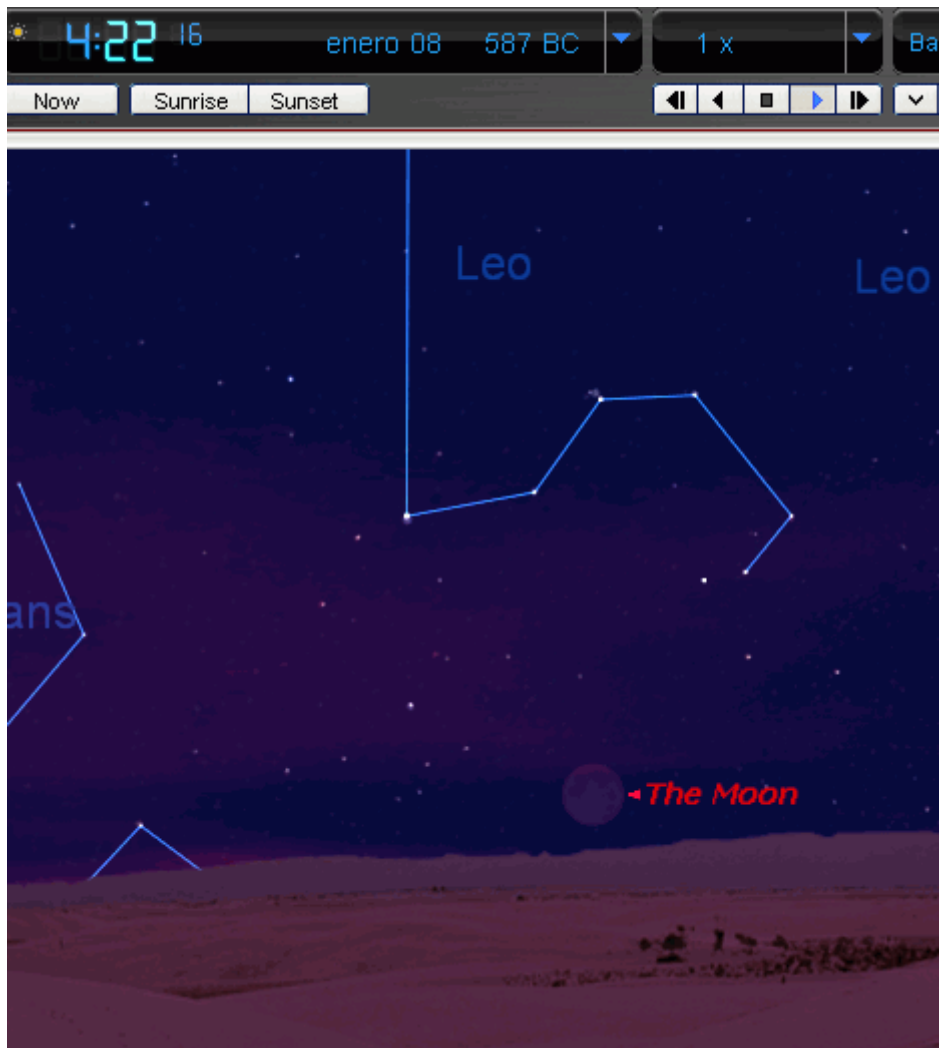 4:22 16 enero 08 587 BC 1 x Ba
Now Sunrise Sunset
Leo
Leo
ans
The Moon